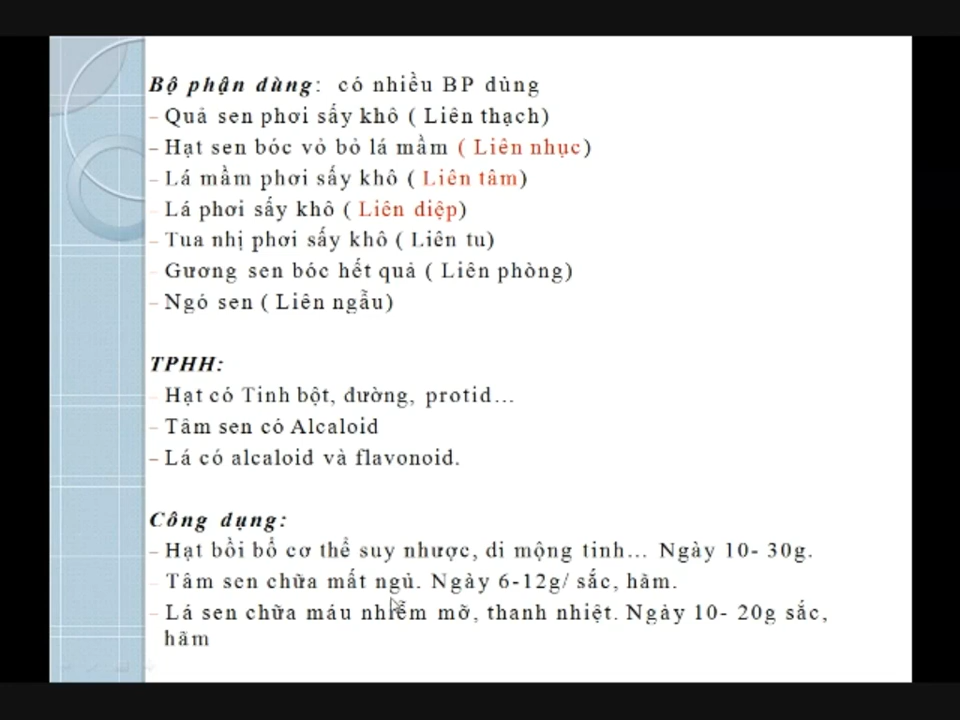 Bộ phận dùng: có nhiều BP dùng
– Quả sen phơi sấy khô ( Liên thạch)
– Hạt sen bóc vỏ bỏ lá mầm ( Liên nhục)
– Lá mầm phơi sấy khô ( Liên tâm)
– Lá phơi sấy khô ( Liên diệp)
– Tua nhị phơi sấy khô ( Liên tu)
– Gương sen bóc hết quả ( Liên phòng)
– Ngó sen ( Liên ngẫu)
TPHH:
– Hạt có Tinh bột, đường, protid...
– Tâm sen có Alcaloid
– Lá có alcaloid và flavonoid.
Công dụng:
– Hạt bồi bổ cơ thể suy nhược, di mộng tinh... Ngày 10- 30g.
– Tâm sen chữa mất ngủ. Ngày 6-12g/ sắc, hãm.
– Lá sen chữa máu nhiễm mỡ, thanh nhiệt. Ngày 10- 20g sắc,
hãm